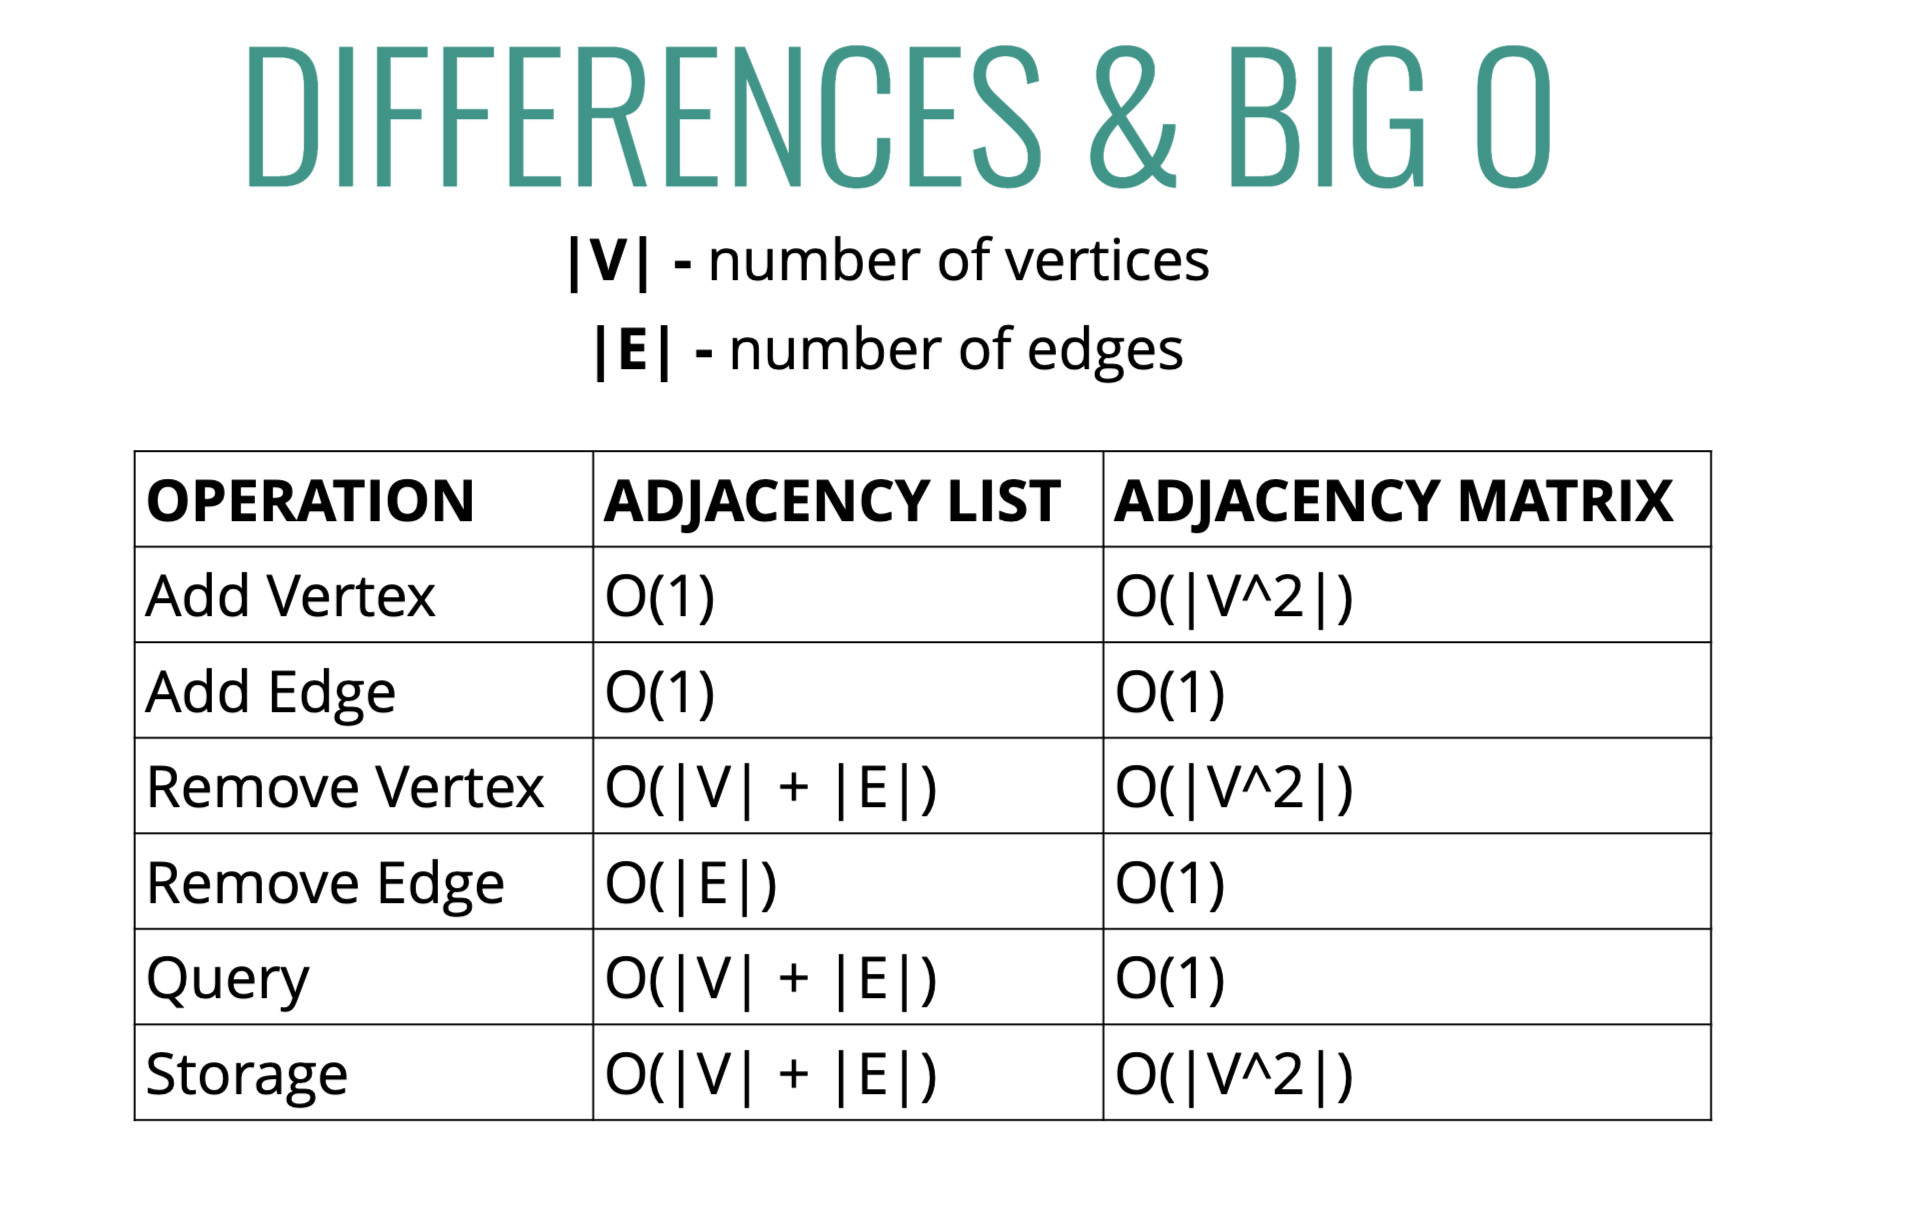 DIFFERENCES & BIG O
|V| - number of vertices
|E| - number of edges
OPERATION ADJACENCY LIST ADJACENCY MATRIX
Add Vertex O(1) O(|V^2|)
Add Edge O(1) O(1)
Remove Vertex O(|V| + |E|) O(|V^2|)
Remove Edge O(|E|) O(1)
Query O(|V| + |E|) O(1)
Storage O(|V| + |E|) O(|V^2|)